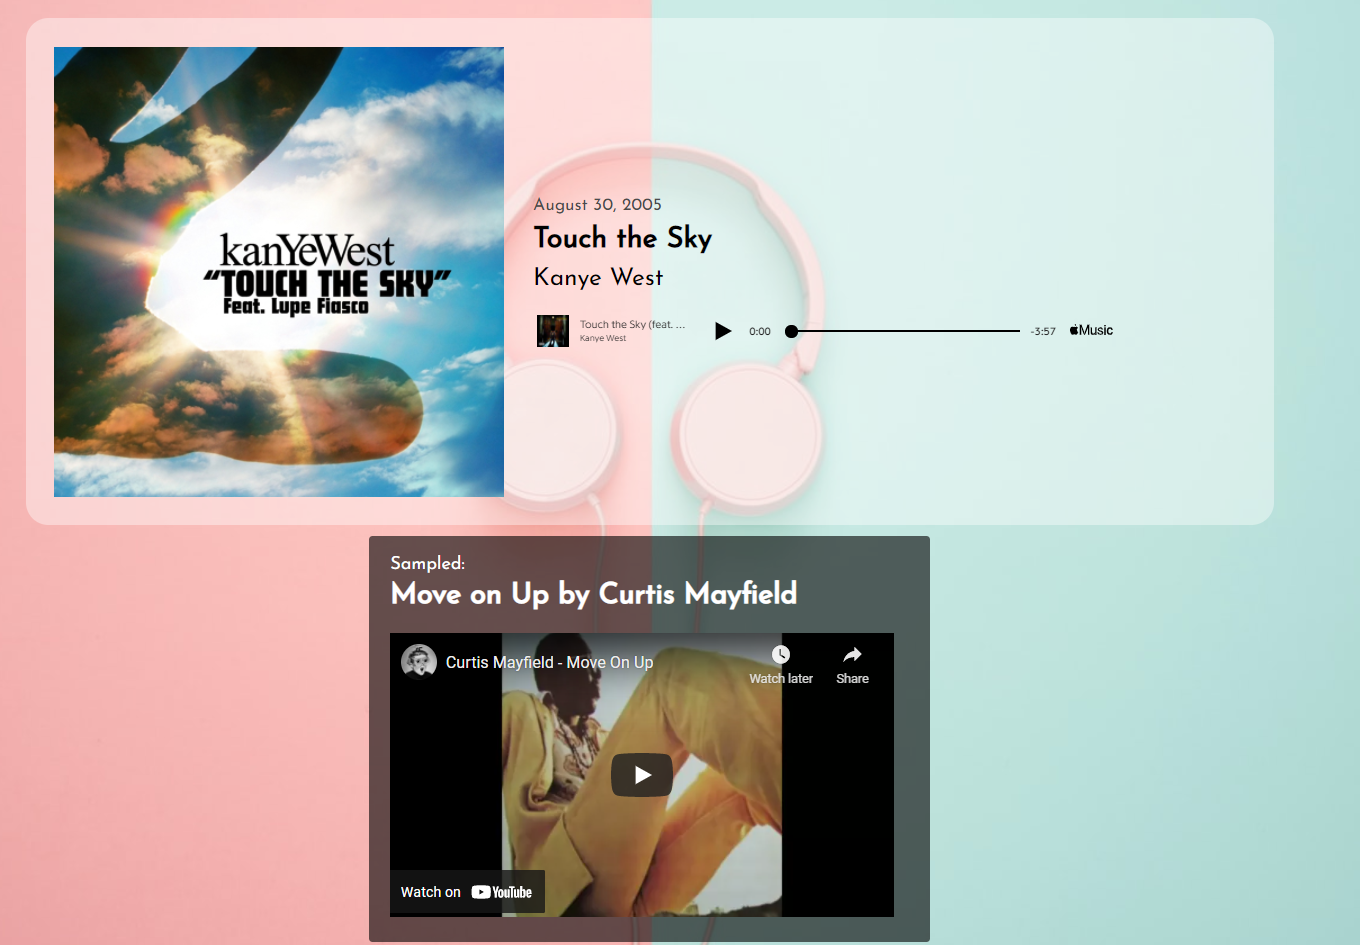 kanYeWest
“TOUCH THE SKY”
Feat. Lupe Fiasco
August 30, 2005
Touch the Sky
Kanye West
Touch the Sky (feat. ...
Kanye West
0:00
-3:57
Music
Sampled:
Move on Up by Curtis Mayfield
Curtis Mayfield - Move On Up
Watch later
Share
Watch on YouTube